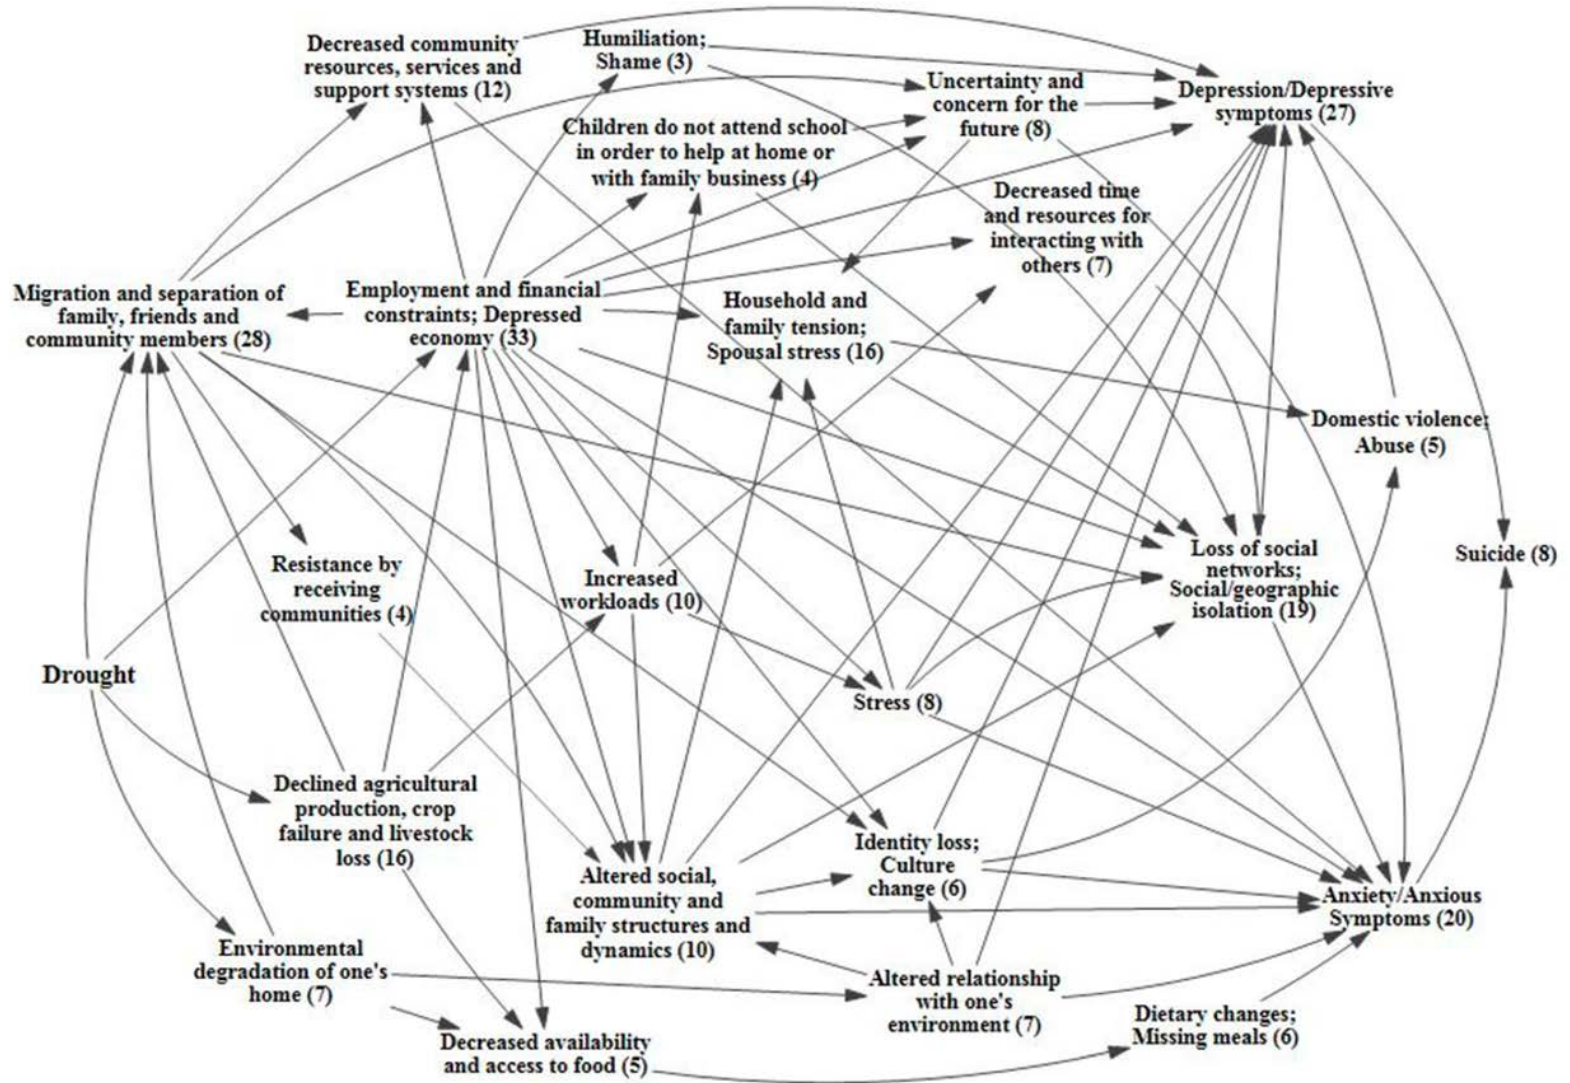 Decreased community
resources, services and
support systems (12)
Humiliation;
Shame (3)
Uncertainty and
concern for the
future (8)
Depression/Depressive
symptoms (27)
Children do not attend school
in order to help at home or
with family business (4)
Decreased time
and resources for
interacting with
others (7)
Migration and separation of
family, friends and
community members (28)
Employment and financial
constraints; Depressed
economy (33)
Household and
family tension;
Spousal stress (16)
Domestic violence;
Abuse (5)
Resistance by
receiving
communities (4)
Increased
workloads (10)
Loss of social
networks;
Social/geographic
isolation (19)
Suicide (8)
Drought
Stress (8)
Declined agricultural
production, crop
failure and livestock
loss (16)
Identity loss;
Culture
change (6)
Altered social,
community and
family structures and
dynamics (10)
Anxiety/Anxious
Symptoms (20)
Environmental
degradation of one's
home (7)
Altered relationship
with one's
environment (7)
Dietary changes;
Missing meals (6)
Decreased availability
and access to food (5)